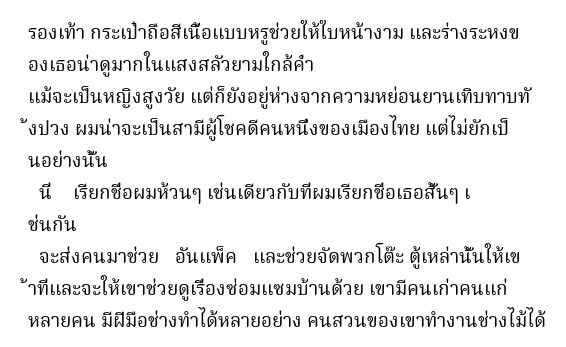 รองเท้า กระเป๋าถือสีเนื้อแบบหรูช่วยให้ใบหน้างาม และร่างระหงข
องเธอน่าดูมากในแสงสลัวยามใกล้ค่ำ
แม้จะเป็นหญิงสูงวัย แต่ก็ยังอยู่ห่างจากความหย่อนยานเทิบทาบทั
้งปวง ผมน่าจะเป็นสามีผู้โชคดีคนหนึ่งของเมืองไทย แต่ไม่ยักเป็
นอย่างนั้น
นี่ เรียกชื่อผมห้วนๆ เช่นเดียวกับที่ผมเรียกชื่อเธอสั้นๆ เ
ช่นกัน
จะส่งคนมาช่วย อันแพ็ค และช่วยจัดพวกโต๊ะ ตู้เหล่านั้นให้เข
้าที่และจะให้เขาช่วยดูเรื่องซ่อมแซมบ้านด้วย เขามีคนเก่าคนแก่
หลายคน มีฝีมือช่างทำได้หลายอย่าง คนสวนของเขาทำงานช่างไม้ได้